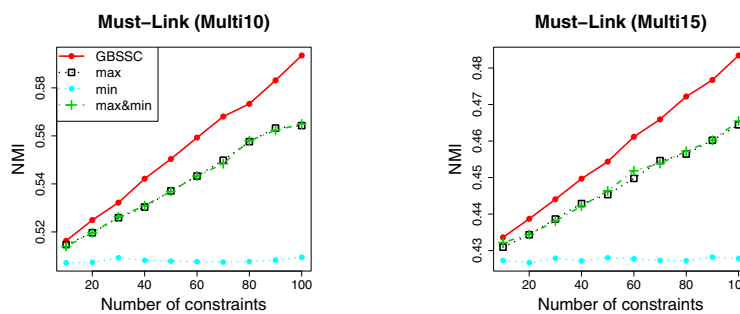 Must−Link (Multi10)
GBSSC
max
min
max&min
NMI
0.52 0.54 0.56 0.58
20 40 60 80 100
Number of constraints
Must−Link (Multi15)
NMI
0.43 0.44 0.45 0.46 0.47 0.48
20 40 60 80
Number of constraints